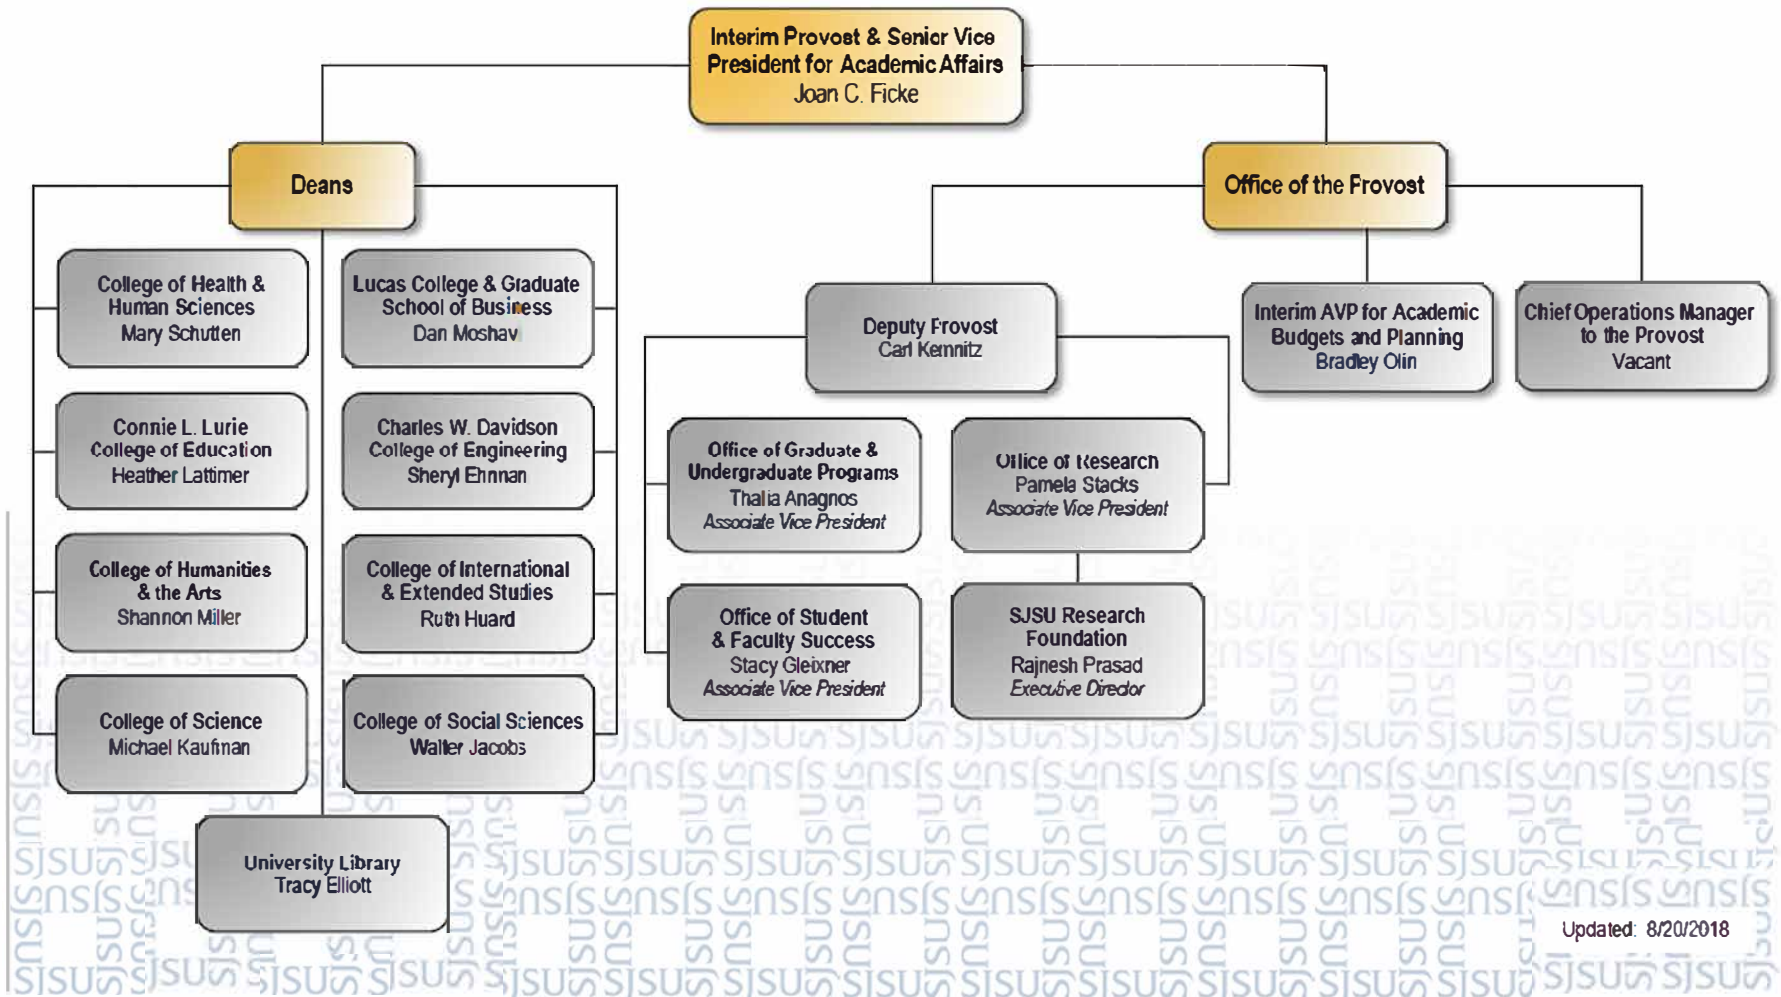 Interim Provost & Senior Vice
President for Academic Affairs
Joan C. Ficke
Deans
Office of the Provost
College of Health &
Human Sciences
Mary Schutten
Lucas College & Graduate
School of Business
Dan Moshavi
Connie L. Lurie
College of Education
Heather Lattimer
Charles W. Davidson
College of Engineering
Sheryl Ehrman
College of Humanities
& the Arts
Shannon Miller
College of International
& Extended Studies
Ruth Huard
College of Science
Michael Kaufman
College of Social Sciences
Walter Jacobs
University Library
Tracy Elliott
Deputy Provost
Carl Kemnitz
Interim AVP for Academic
Budgets and Planning
Bradley Olin
Chief Operations Manager
to the Provost
Vacant
Office of Graduate &
Undergraduate Programs
Thalia Anagnos
Associate Vice President
Office of Research
Pamela Stacks
Associate Vice President
Office of Student
& Faculty Success
Stacy Gleixner
Associate Vice President
SJSU Research
Foundation
Rajnesh Prasad
Executive Director
Updated: 8/20/2018